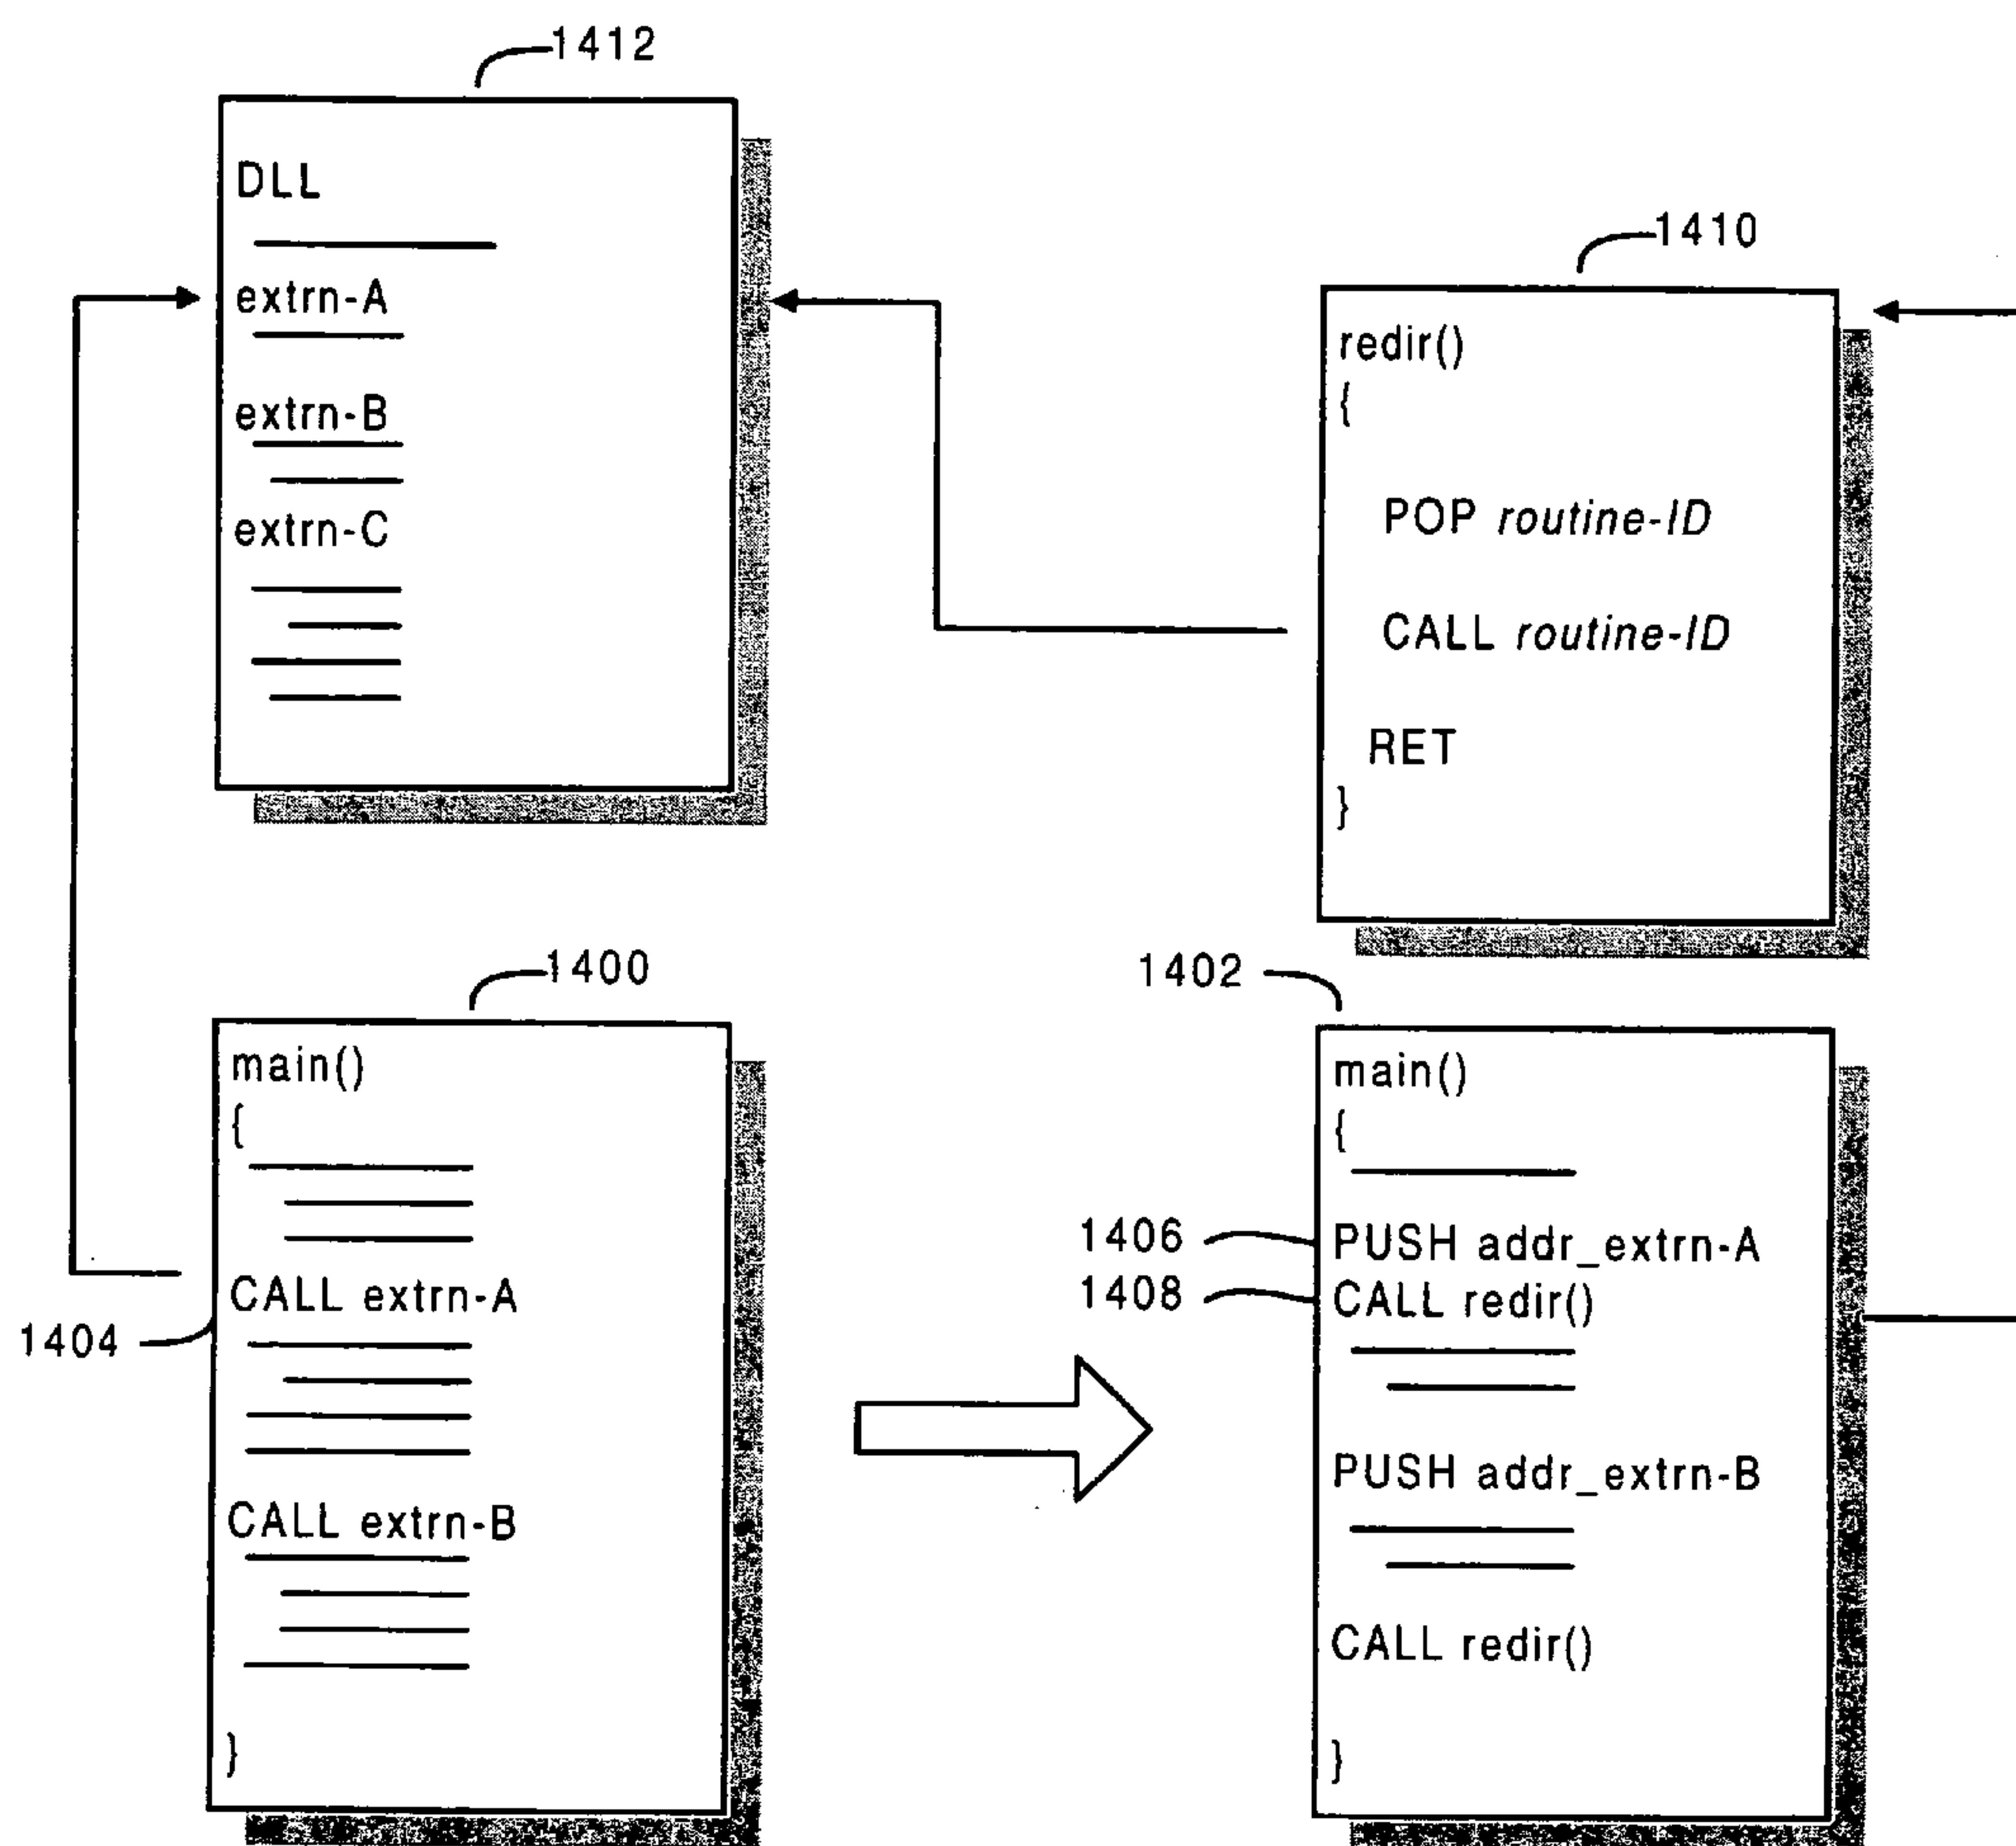 1412
DLL
extrn-A
extrn-B
extrn-C
1410
redir()
{
POP routine-ID
CALL routine-ID
RET
}
1400
main()
{
CALL extrn-A
1404
CALL extrn-B
}
1402
main()
{
1406 PUSH addr_extrn-A
1408 CALL redir()
PUSH addr_extrn-B
CALL redir()
}